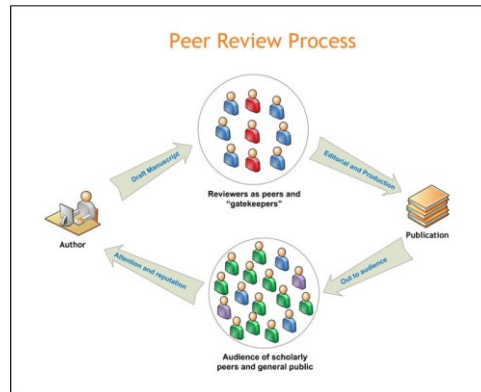 Peer Review Process
Draft Manuscript
Editorial and Production
Reviewers as peers and
"gatekeepers"
Author
Publication
Attention and reputation
Out to audience
Audience of scholarly
peers and general public